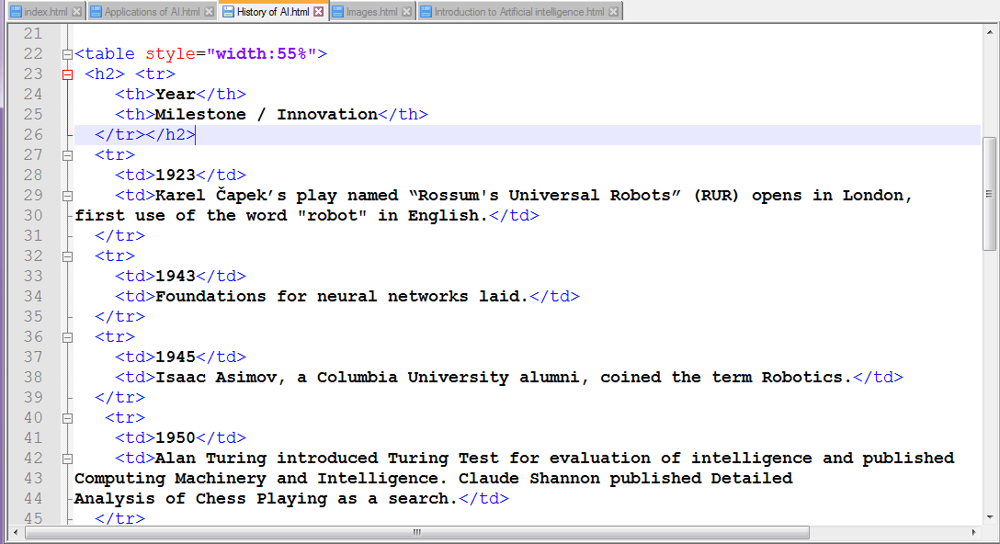 index.html Applications of AI.html History of AI.html Images.html Introduction to Artificial intelligence.html
21
22 <table style="width:55%">
23 <h2> <tr>
24 <th>Year</th>
25 <th>Milestone / Innovation</th>
26 </tr></h2>
27 <tr>
28 <td>1923</td>
29 <td>Karel Čapek’s play named “Rossum's Universal Robots” (RUR) opens in London,
30 first use of the word "robot" in English.</td>
31 </tr>
32 <tr>
33 <td>1943</td>
34 <td>Foundations for neural networks laid.</td>
35 </tr>
36 <tr>
37 <td>1945</td>
38 <td>Isaac Asimov, a Columbia University alumni, coined the term Robotics.</td>
39 </tr>
40 <tr>
41 <td>1950</td>
42 <td>Alan Turing introduced Turing Test for evaluation of intelligence and published
43 Computing Machinery and Intelligence. Claude Shannon published Detailed
44 Analysis of Chess Playing as a search.</td>
45 </tr>